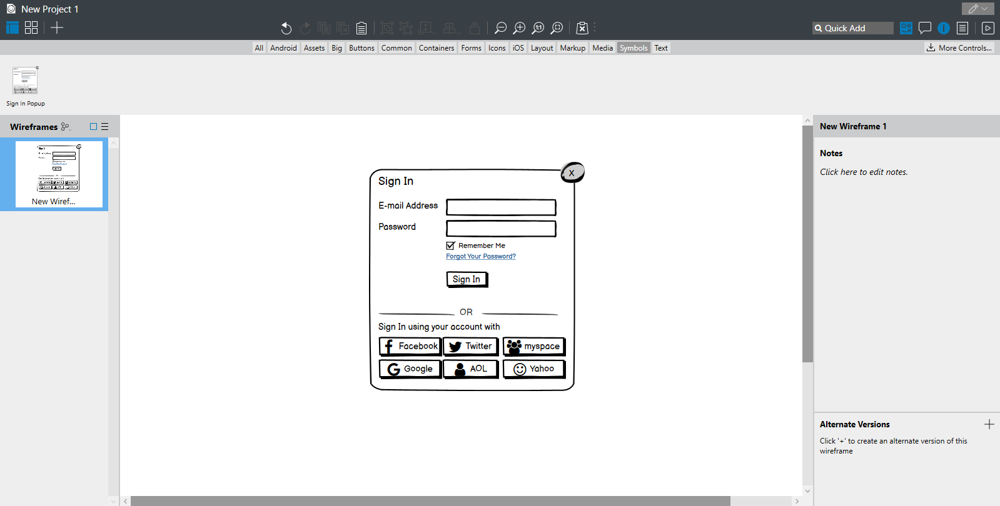 New Project 1
1:1
Quick Add
All Android Assets Big Buttons Common Containers Forms Icons iOS Layout Markup Media Symbols Text
More Controls...
Sign In Popup
Wireframes
New Wiref...
New Wireframe 1
Notes
Click here to edit notes.
X
Sign In
E-mail Address
Password
Remember Me
Forgot Your Password?
Sign In
OR
Sign In using your account with
Facebook Twitter myspace
Google AOL Yahoo
Alternate Versions
Click '+' to create an alternate version of this
wireframe